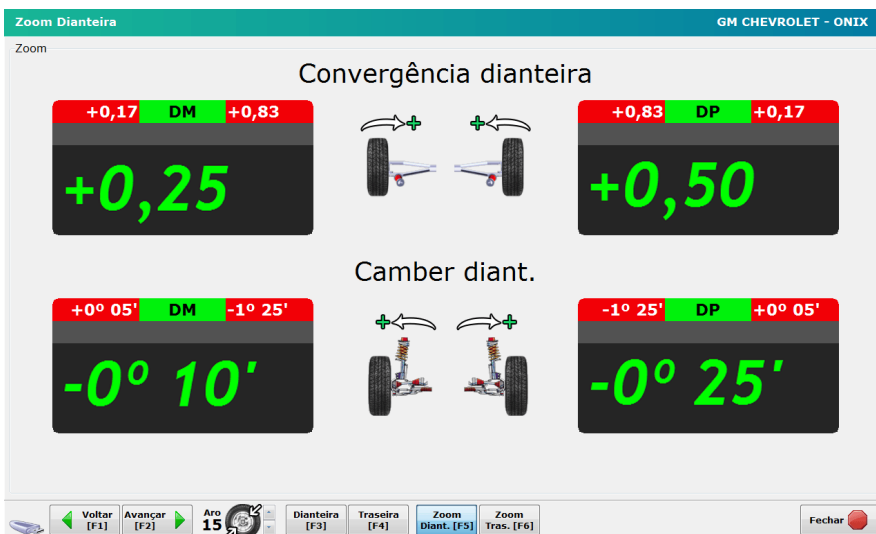 Zoom Dianteira GM CHEVROLET - ONIX
Zoom
Convergência dianteira
+0,17 DM +0,83 +0,83 DP +0,17
+0,25 +0,50
Camber diant.
+0º 05' DM -1º 25' -1º 25' DP +0º 05'
-0º 10' -0º 25'
Voltar [F1] Avançar [F2] Aro 15 Dianteira [F3] Traseira [F4] Zoom Diant. [F5] Zoom Tras. [F6] Fechar